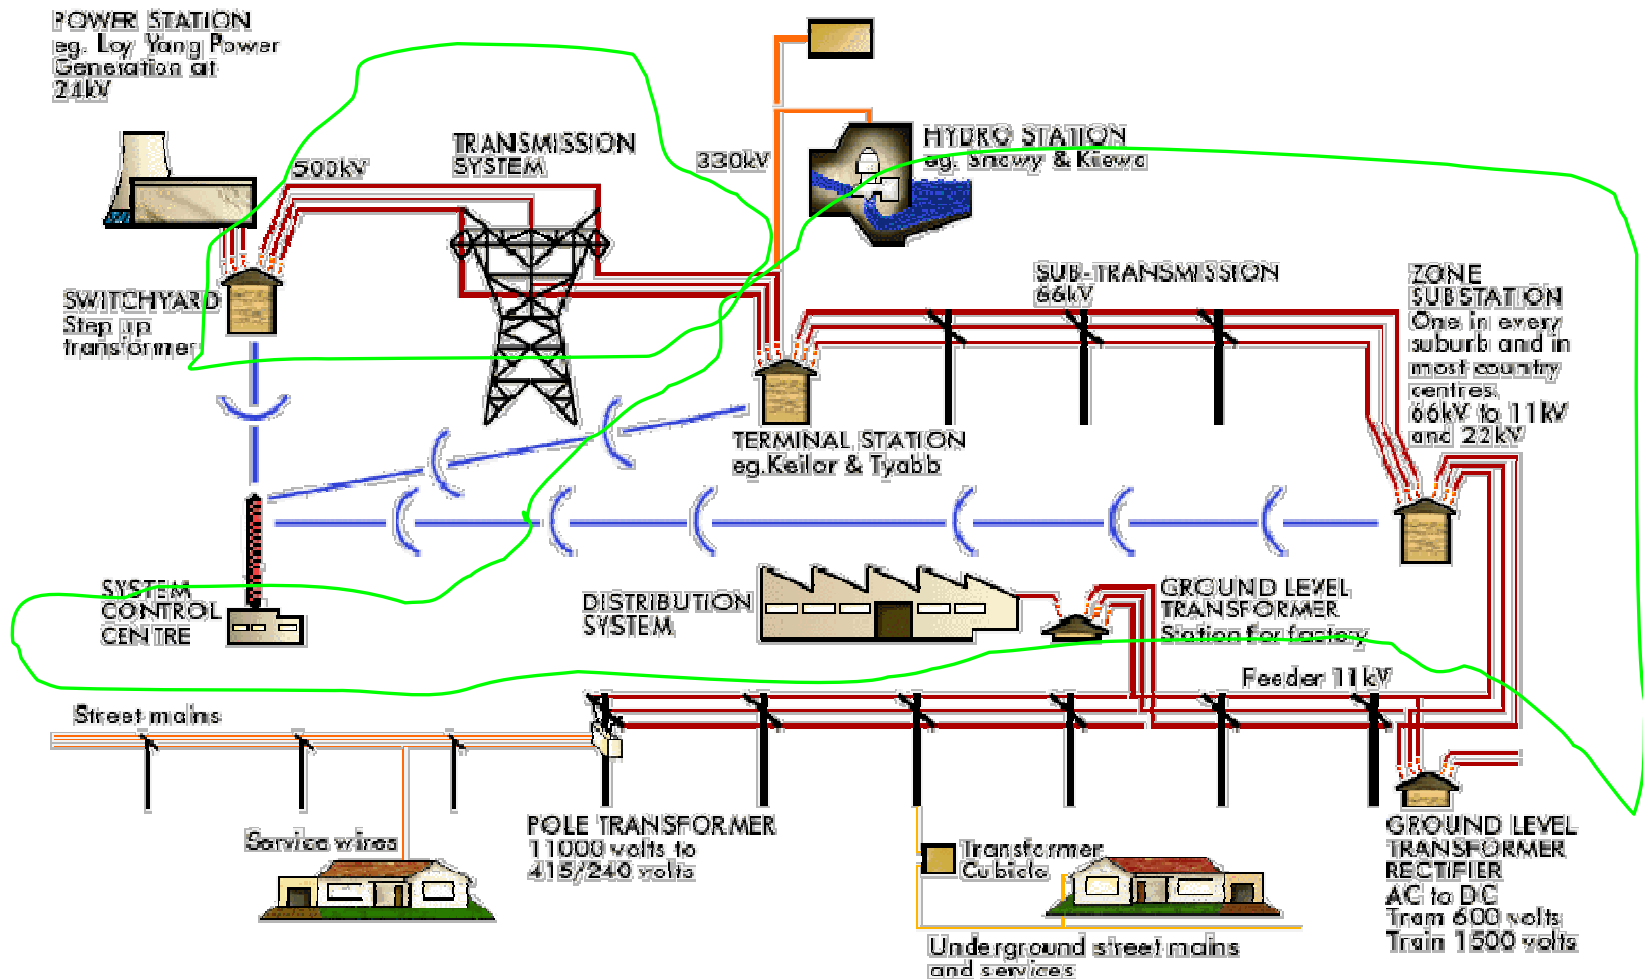 POWER STATION
eg. Loy Yang Power
Generation at
24kV
500kV
TRANSMISSION
SYSTEM
330kV
HYDRO STATION
eg. Snowy & Kiewa
SWITCHYARD
Step up
transformer
SUB-TRANSMISSION
66kV
ZONE
SUBSTATION
One in every
suburb and in
most country
centres.
66kV to 11kV
and 22kV
TERMINAL STATION
eg.Keilor & Tyabb
SYSTEM
CONTROL
CENTRE
DISTRIBUTION
SYSTEM
GROUND LEVEL
TRANSFORMER
Station for factory
Feeder 11kV
Street mains
Service wires
POLE TRANSFORMER
11000 volts to
415/240 volts
Transformer
Cubicle
Underground street mains
and services
GROUND LEVEL
TRANSFORMER
RECTIFIER
AC to DC
Tram 600 volts
Train 1500 volts